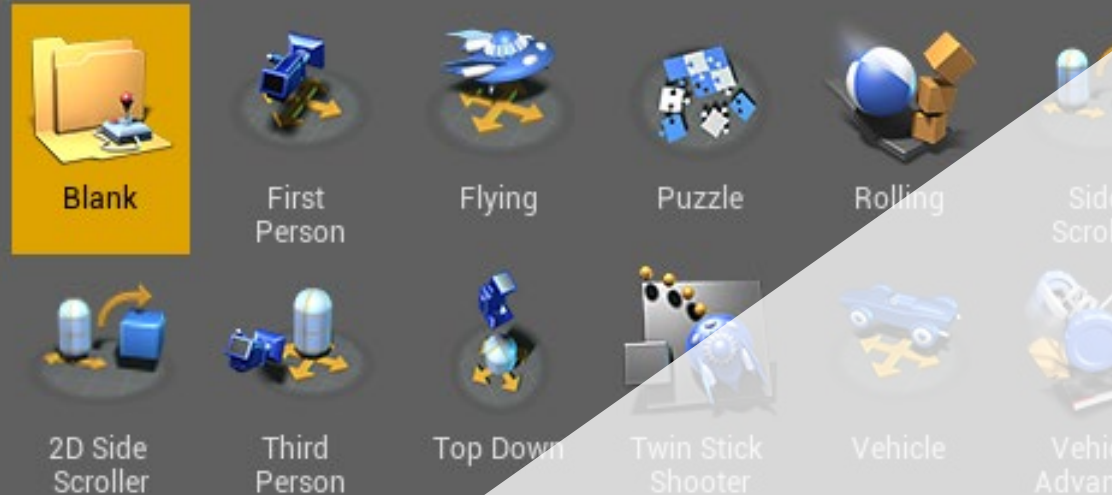 Blank
First
Person
Flying
Puzzle
Rolling
2D Side
Scroller
Third
Person
Top Down
Twin Stick
Shooter
Vehicle